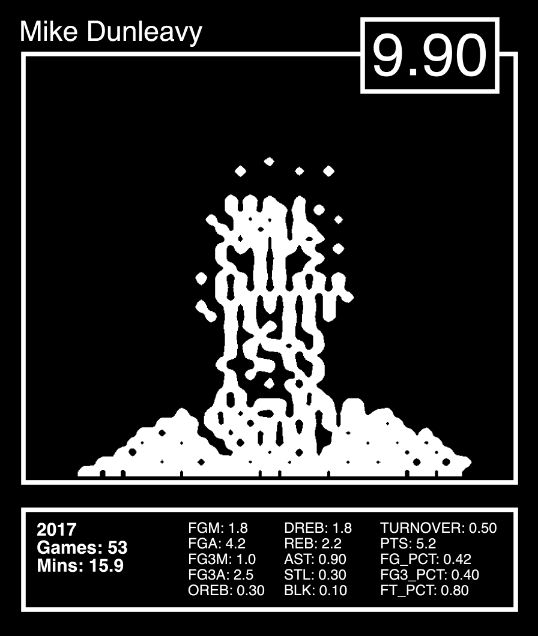 Mike Dunleavy
9.90
2017
Games: 53
Mins: 15.9
FGM: 1.8
FGA: 4.2
FG3M: 1.0
FG3A: 2.5
OREB: 0.30
DREB: 1.8
REB: 2.2
AST: 0.90
STL: 0.30
BLK: 0.10
TURNOVER: 0.50
PTS: 5.2
FG_PCT: 0.42
FG3_PCT: 0.40
FT_PCT: 0.80